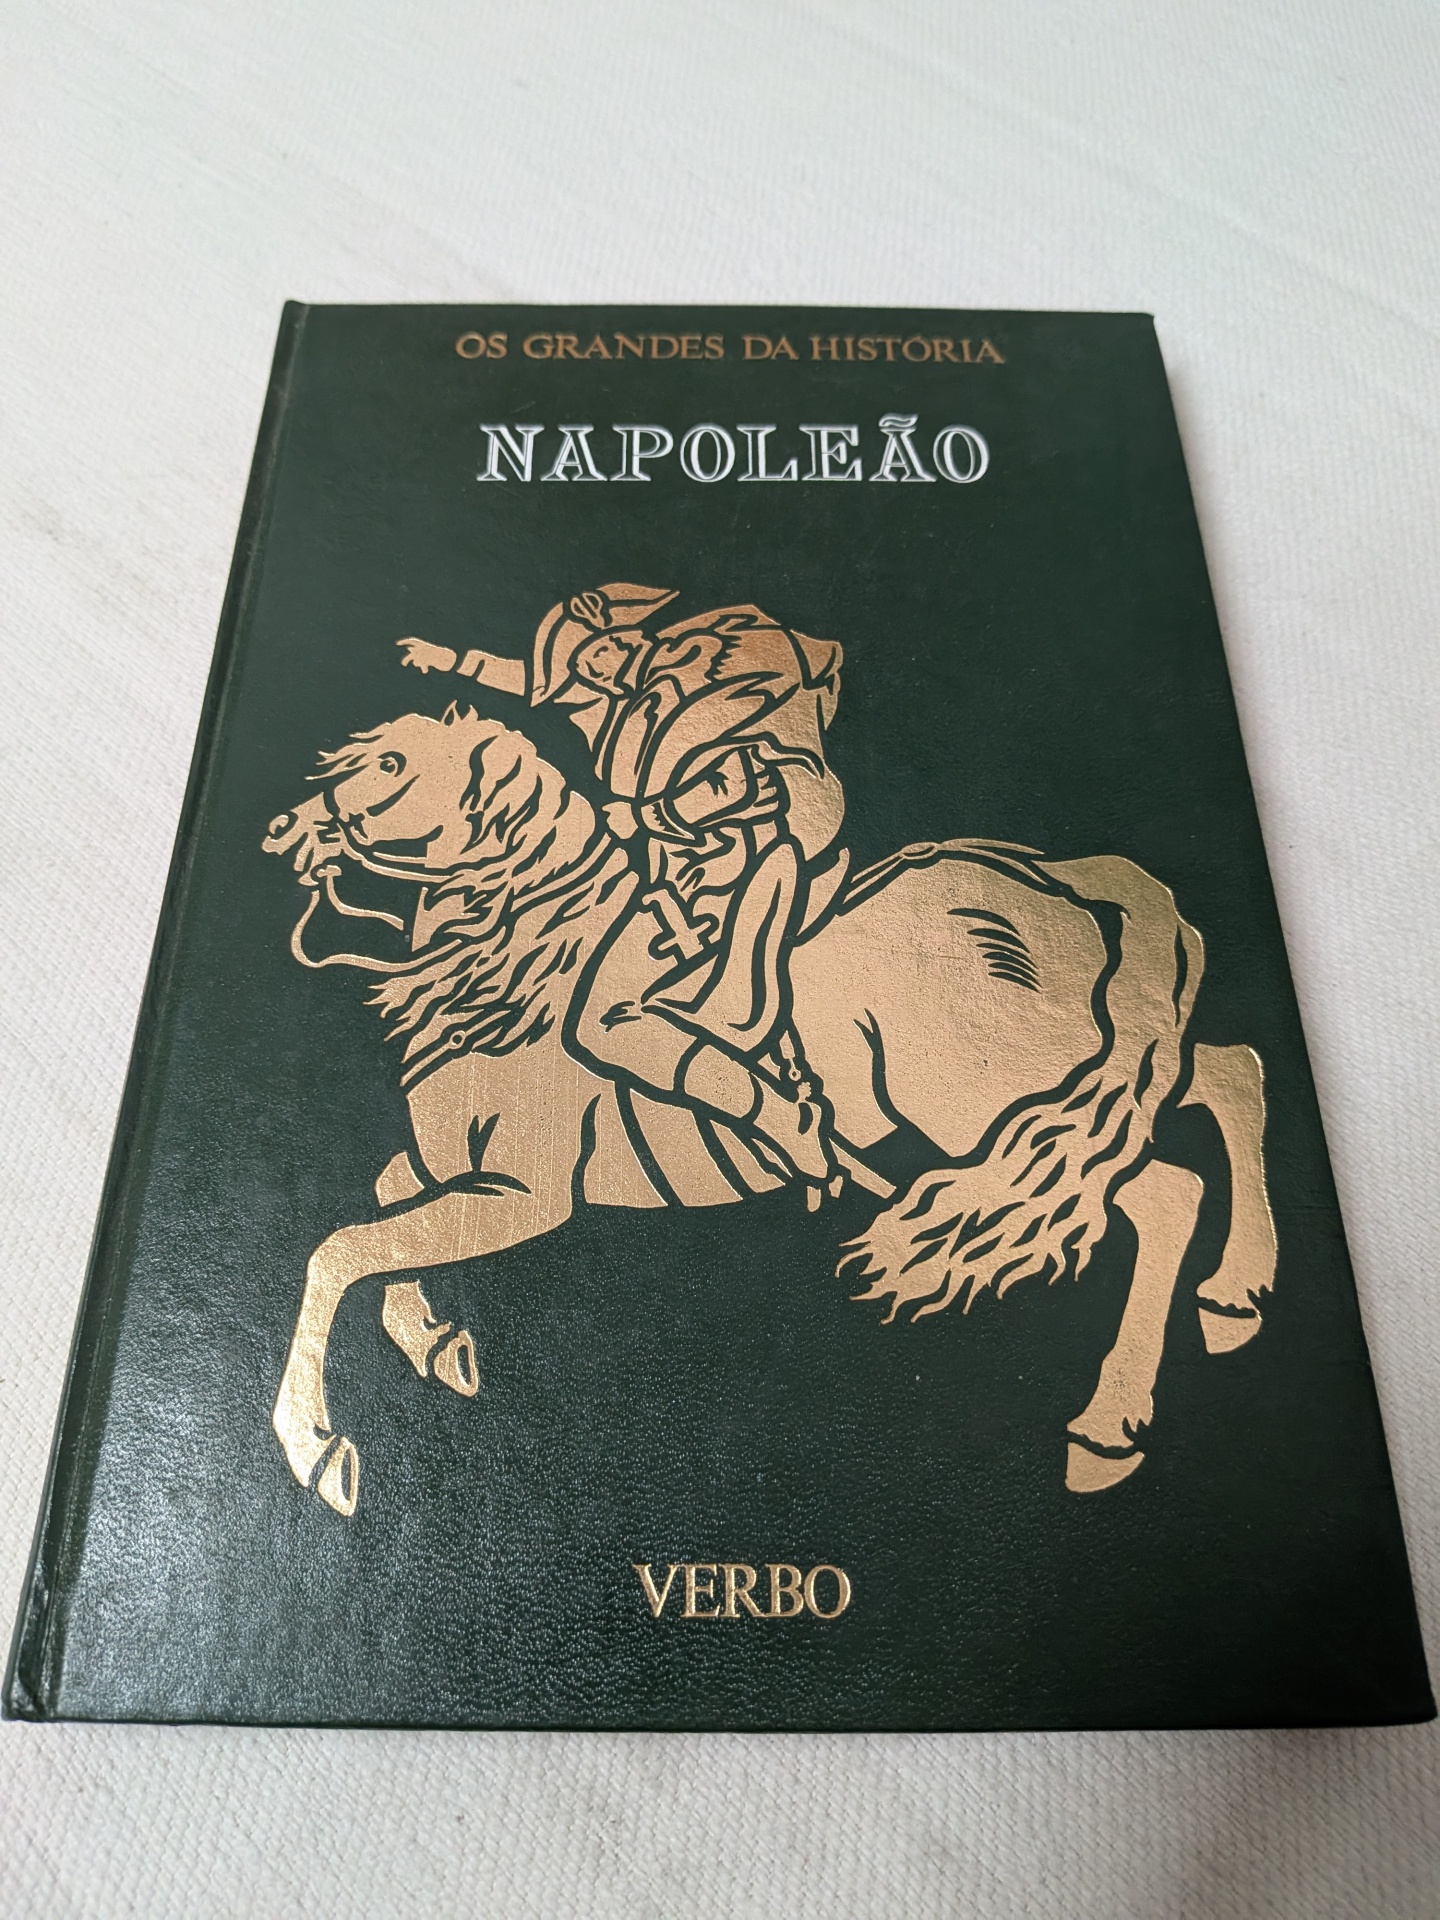 OS GRANDES DA HISTÓRIA
NAPOLEÃO
VERBO